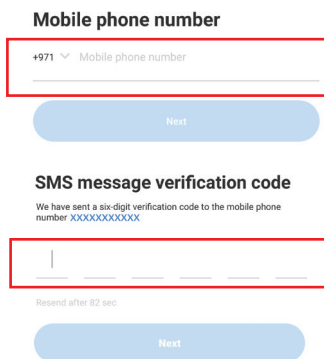 Mobile phone number
+971 Mobile phone number
Next
SMS message verification code
We have sent a six-digit verification code to the mobile phone
number XXXXXXXXXXX
Resend after 82 sec
Next